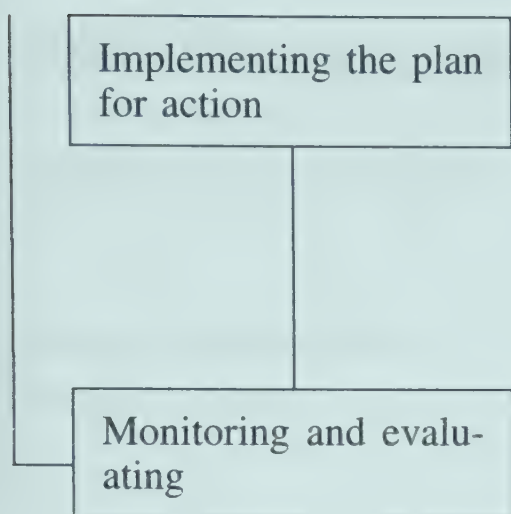 Implementing the plan
for action
Monitoring and evalu-
ating